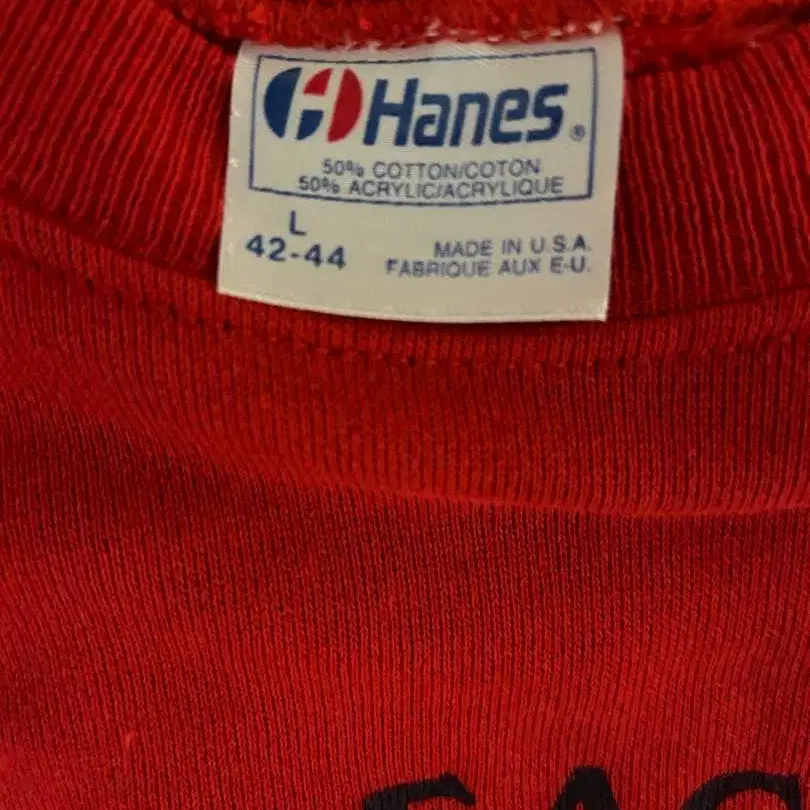 Hanes®
50% COTTON/COTON
50% ACRYLIC/ACRYLIQUE
L
42-44
MADE IN U.S.A.
FABRIQUE AUX E-U.